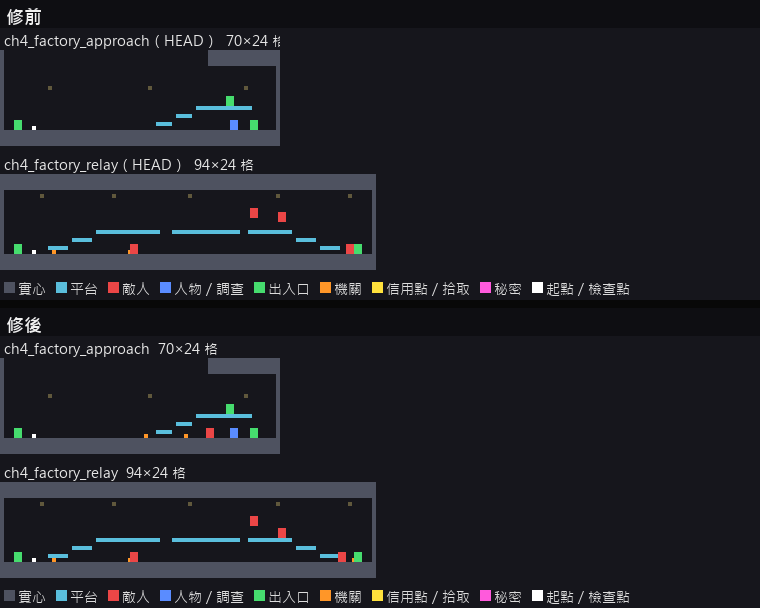 修前
ch4_factory_approach（HEAD） 70×24 格
ch4_factory_relay（HEAD） 94×24 格
實心 平台 敵人 人物／調查 出入口 機關 信用點／拾取 秘密 起點／檢查點
修後
ch4_factory_approach 70×24 格
ch4_factory_relay 94×24 格
實心 平台 敵人 人物／調查 出入口 機關 信用點／拾取 秘密 起點／檢查點